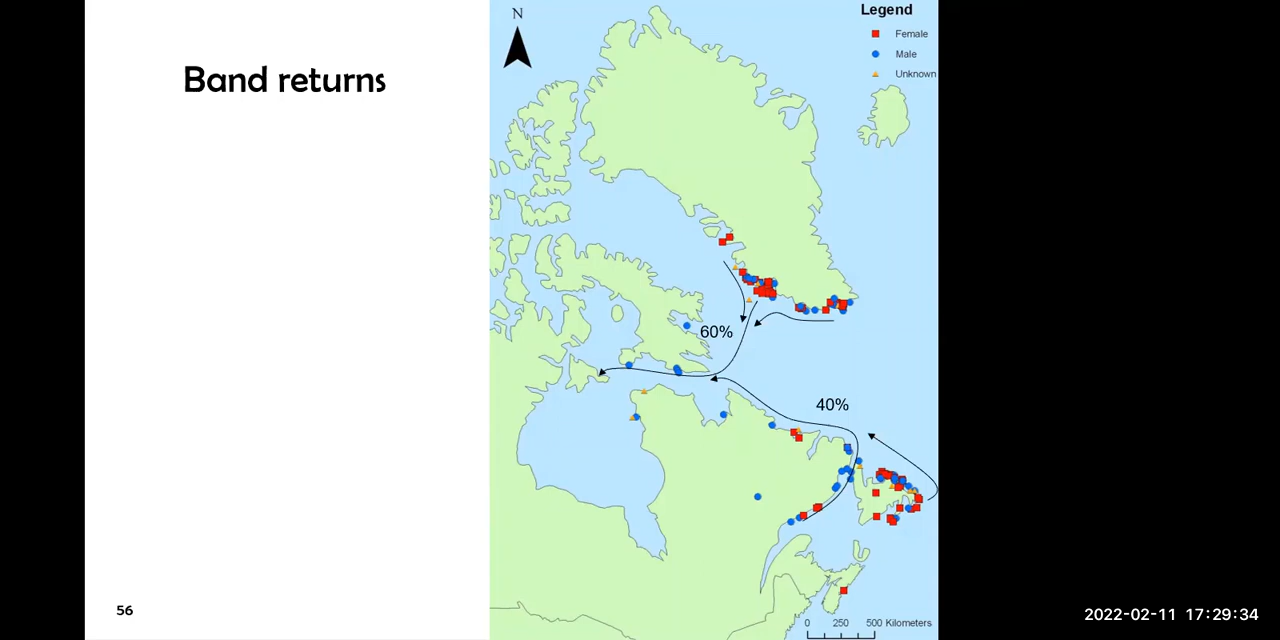 Band returns
N
Legend
Female
Male
Unknown
60%
40%
0 250 500 Kilometers
56
2022-02-11 17:29:34